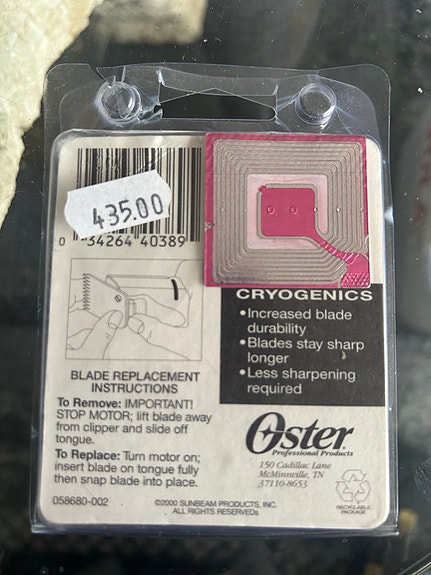 435.00
0 34264 40389
CRYOGENICS
•Increased blade
durability
•Blades stay sharp
longer
•Less sharpening
required
BLADE REPLACEMENT
INSTRUCTIONS
To Remove: IMPORTANT!
STOP MOTOR; lift blade away
from clipper and slide off
tongue.
To Replace: Turn motor on;
insert blade on tongue fully
then snap blade into place.
058680-002
©2000 SUNBEAM PRODUCTS, INC.
ALL RIGHTS RESERVEDs
Oster
Professional Products
150 Cadillac Lane
McMinnville, TN
37110-8653
RECYCLABLE
PACKAGE